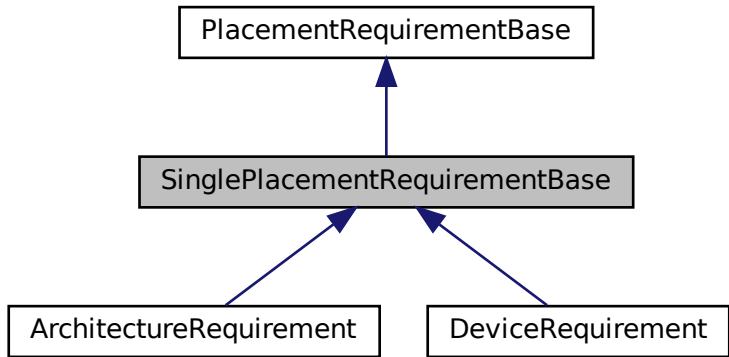 PlacementRequirementBase
SinglePlacementRequirementBase
ArchitectureRequirement
DeviceRequirement